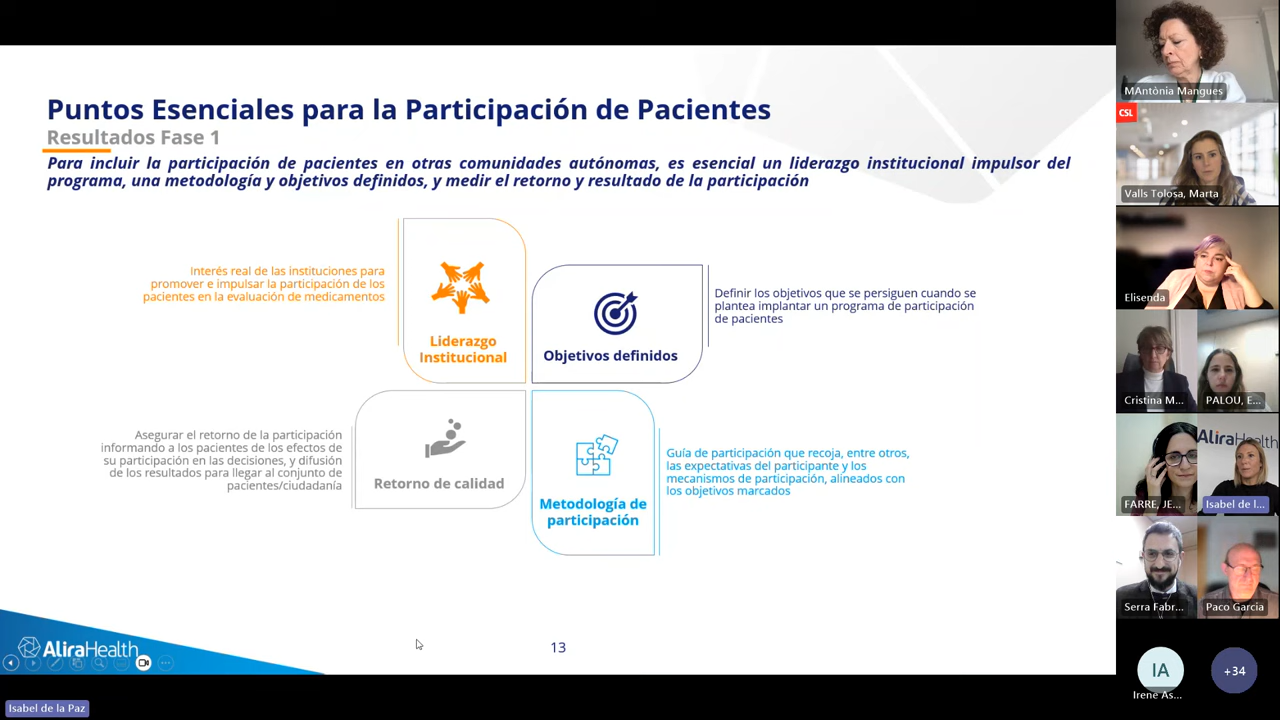 Puntos Esenciales para la Participación de Pacientes
Resultados Fase 1
Para incluir la participación de pacientes en otras comunidades autónomas, es esencial un liderazgo institucional impulsor del
programa, una metodología y objetivos definidos, y medir el retorno y resultado de la participación
Interés real de las instituciones para
promover e impulsar la participación de los
pacientes en la evaluación de medicamentos
Liderazgo
Institucional
Objetivos definidos
Definir los objetivos que se persiguen cuando se
plantea implantar un programa de participación
de pacientes
Asegurar el retorno de la participación
informando a los pacientes de los efectos de
su participación en las decisiones, y difusión
de los resultados para llegar al conjunto de
pacientes/ciudadanía
Retorno de calidad
Metodología de
participación
Guía de participación que recoja, entre otros,
las expectativas del participante y los
mecanismos de participación, alineados con
los objetivos marcados
AliraHealth
13
Isabel de la Paz
MAntònia Mangues
CSL
Valls Tolosa, Marta
Elisenda
Cristina M...
PALOU, E...
AliraHealth
FARRE, JE...
Isabel de l...
Serra Fabr...
Paco Garcia
IA
Irene As...
+34